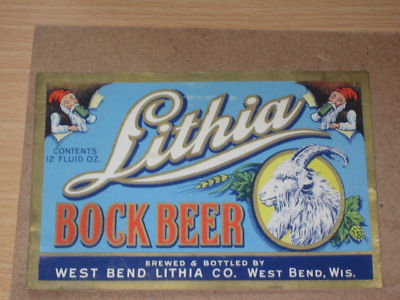 Lithia
CONTENTS
12 FLUID OZ.
BOCK BEER
BREWED & BOTTLED BY
WEST BEND LITHIA CO. WEST BEND, WIS.